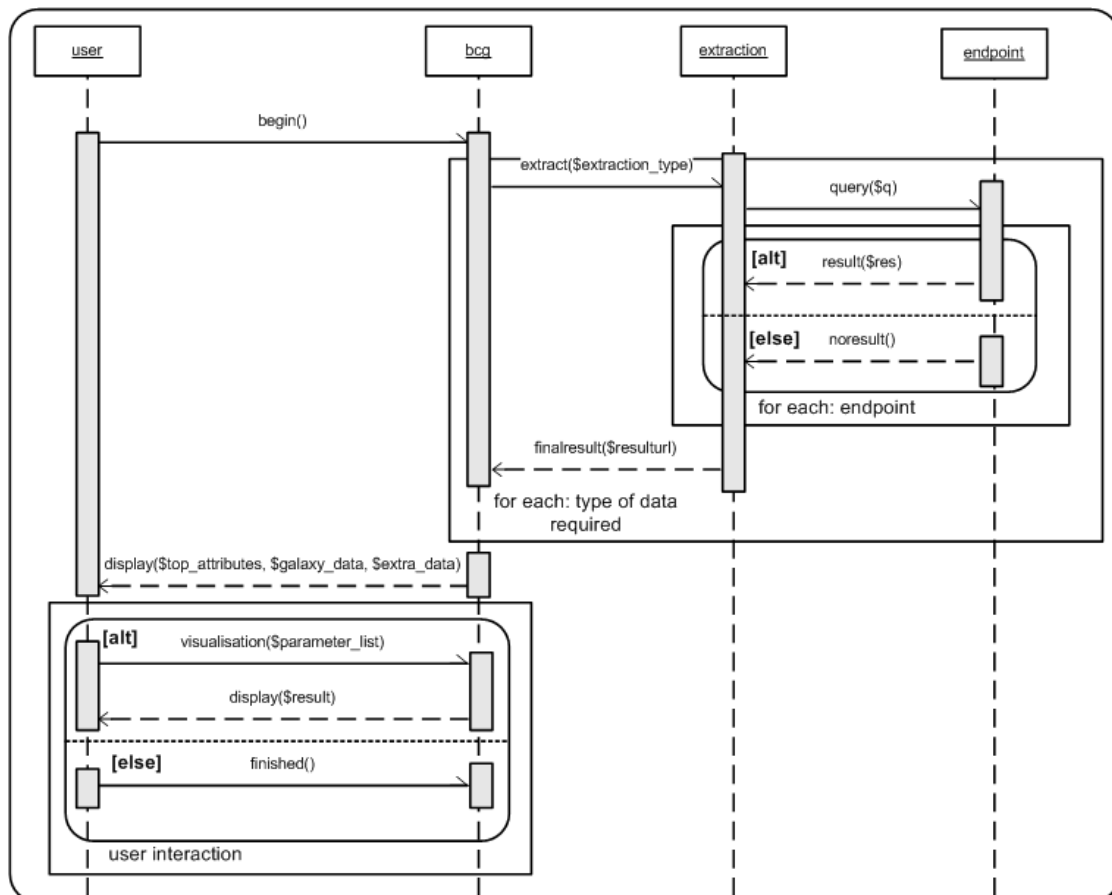 user
bcg
extraction
endpoint
begin()
extract($extraction_type)
query($q)
[alt]
result($res)
[else]
noresult()
for each: endpoint
finalresult($resulturl)
for each: type of data
required
display($top_attributes, $galaxy_data, $extra_data)
[alt]
visualisation($parameter_list)
display($result)
[else]
finished()
user interaction